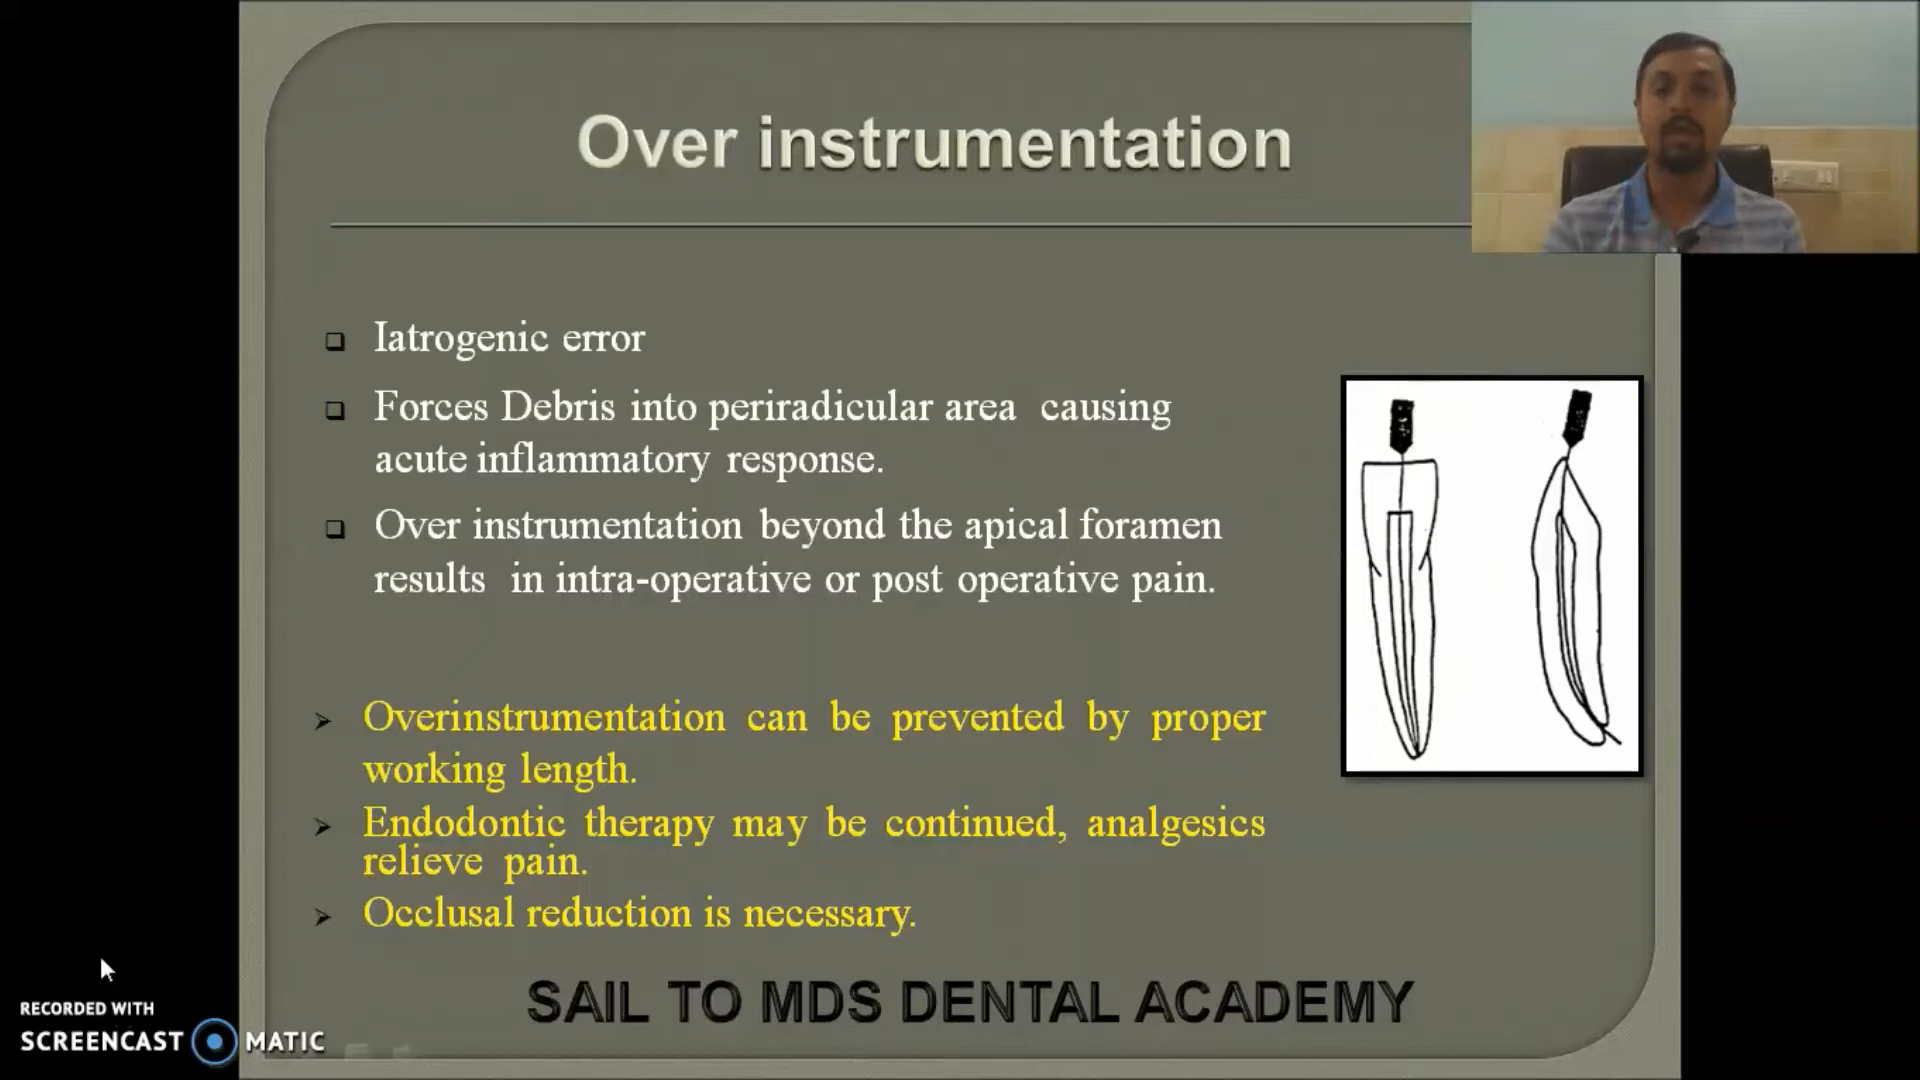 Over instrumentation
Iatrogenic error
Forces Debris into periradicular area causing
acute inflammatory response.
Over instrumentation beyond the apical foramen
results in intra-operative or post operative pain.
Overinstrumentation can be prevented by proper
working length.
Endodontic therapy may be continued, analgesics
relieve pain.
Occlusal reduction is necessary.
SAIL TO MDS DENTAL ACADEMY
RECORDED WITH
SCREENCAST MATIC